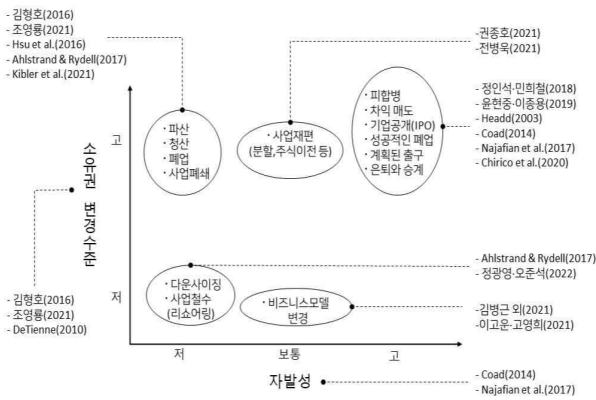 - 김형호(2016)
- 조영룡(2021)
- Hsu et al.(2016)
- Ahlstrand & Rydell(2017)
- Kibler et al.(2021)
-권종호(2021)
-전병욱(2021)
- 정인석·민희철(2018)
- 윤현중·이종용(2019)
- Headd(2003)
- Coad(2014)
- Najafian et al.(2017)
- Chirico et al.(2020)
고
· 파산
· 청산
· 폐업
· 사업폐쇄
· 사업재편
(분할,주식이전 등)
· 피합병
· 차익 매도
· 기업공개(IPO)
· 성공적인 폐업
· 계획된 출구
· 은퇴와 승계
소유권 변경수준
저
· 다운사이징
· 사업철수
(리쇼어링)
· 비즈니스모델
변경
- Ahlstrand & Rydell(2017)
- 정광영·오준석(2022)
-김병근 외(2021)
-이고운·고영희(2021)
- 김형호(2016)
- 조영룡(2021)
- DeTienne(2010)
저
보통
고
자발성
- Coad(2014)
- Najafian et al.(2017)